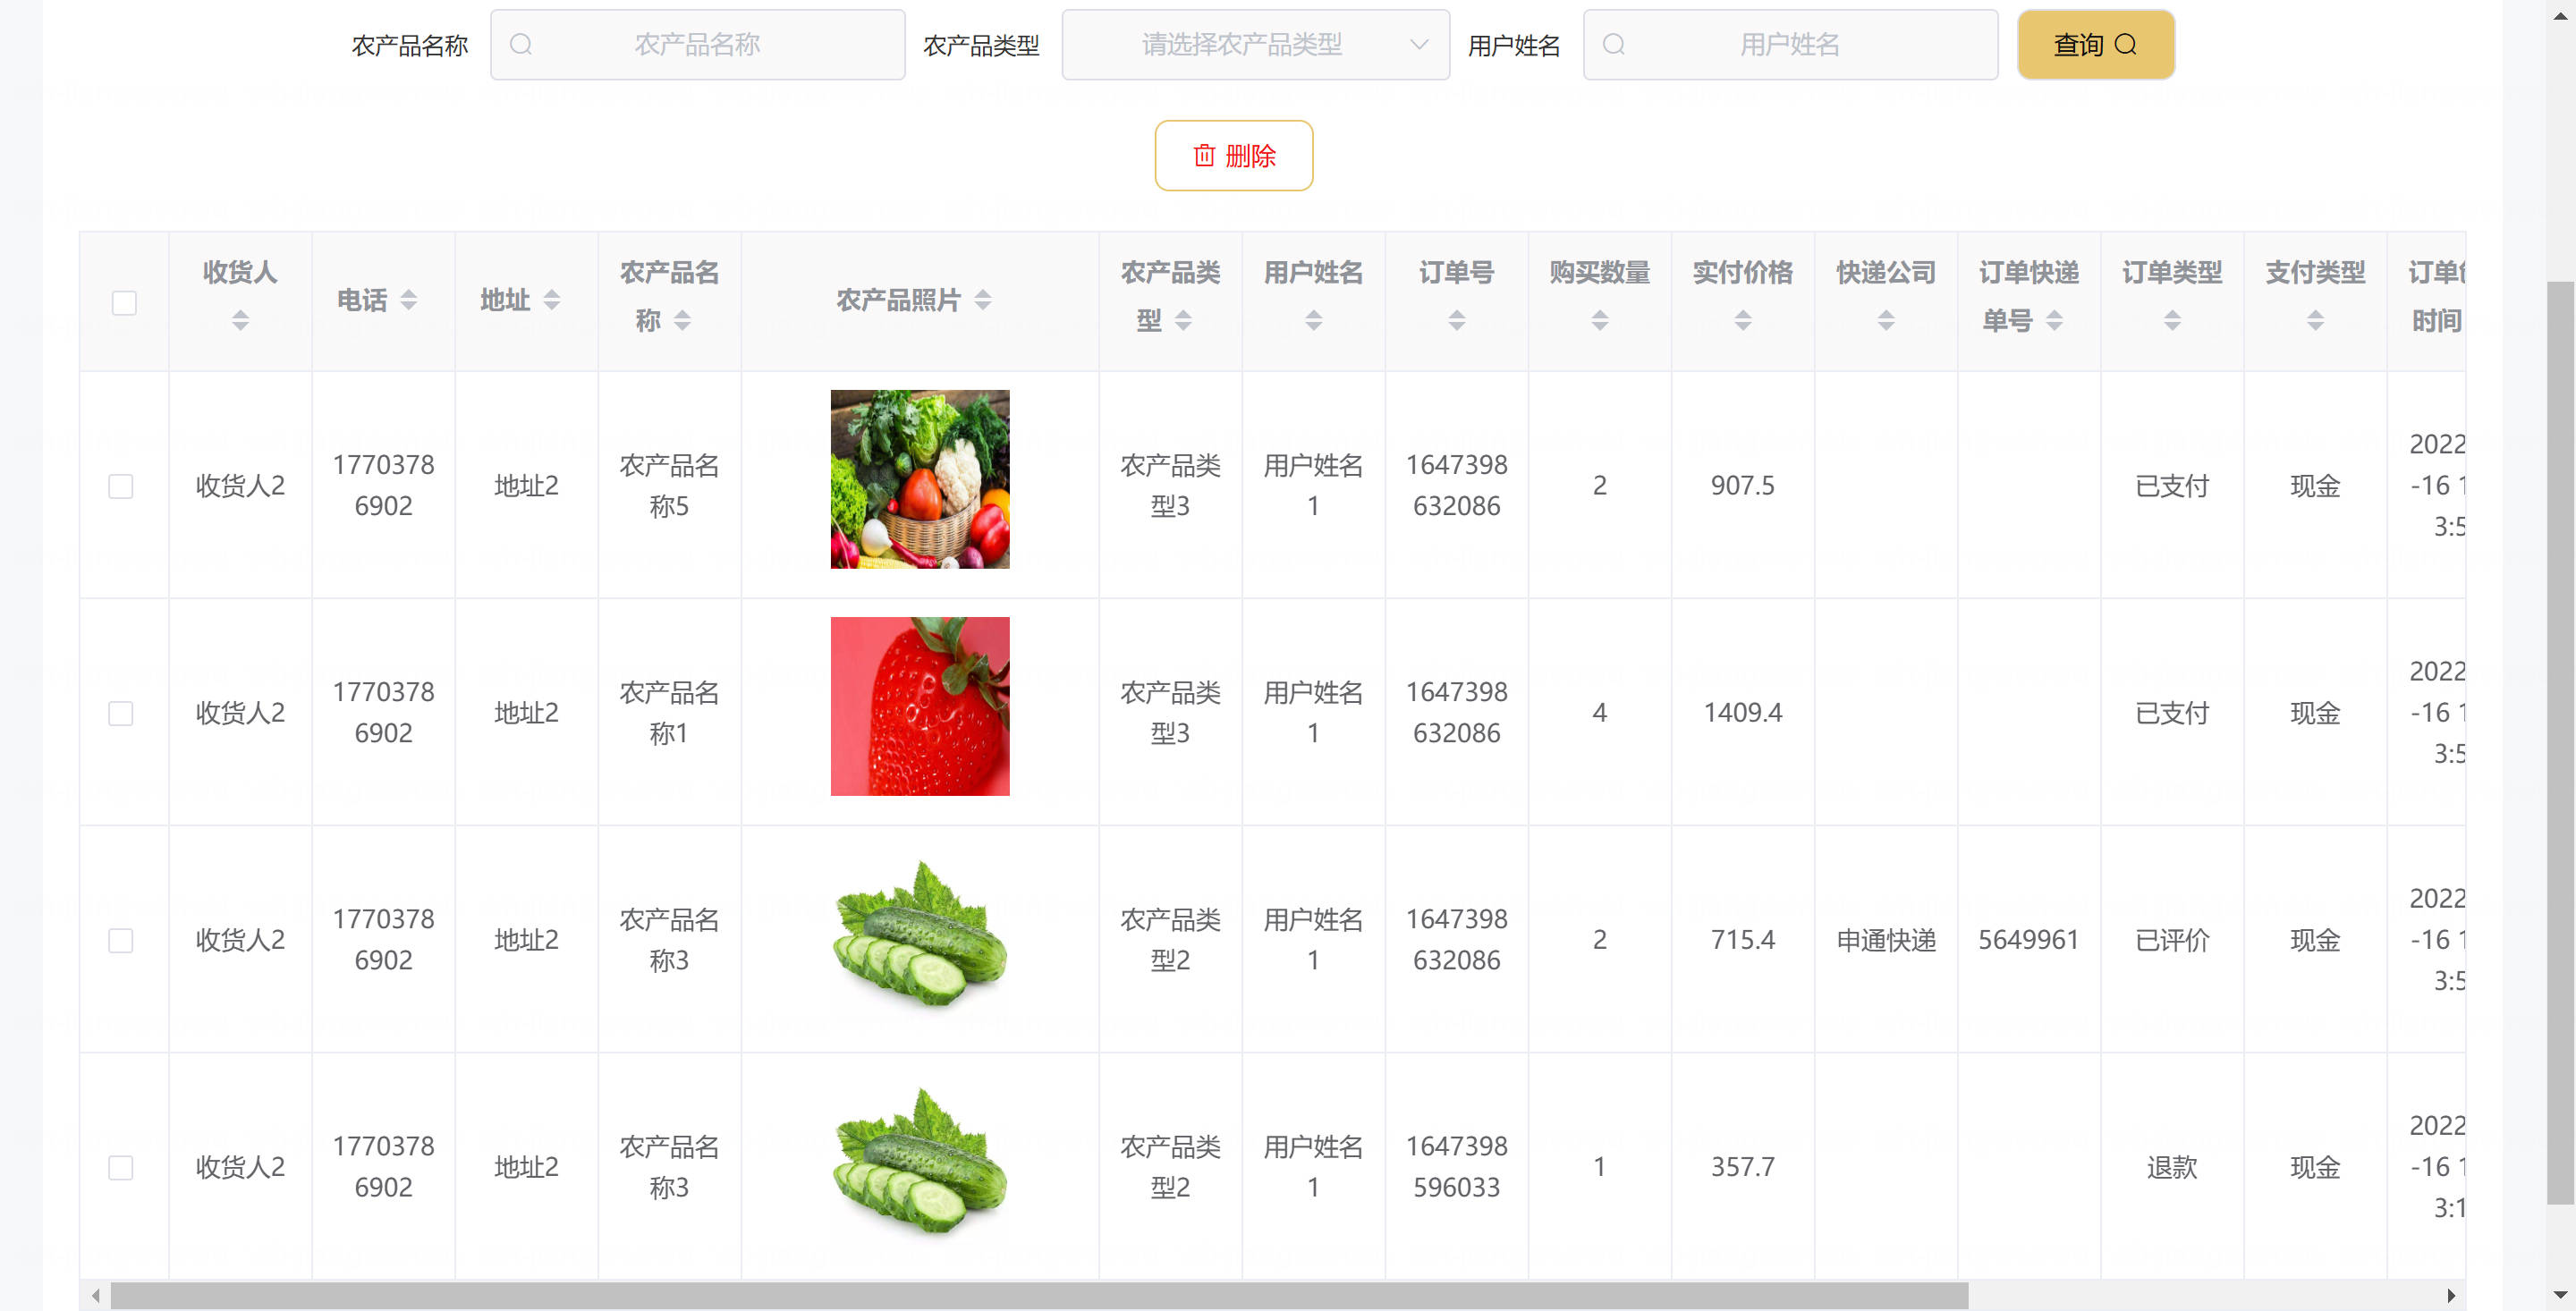 农产品名称 农产品名称 农产品类型 请选择农产品类型 用户姓名 用户姓名 查询
删除
收货人 电话 地址 农产品名称 农产品照片 农产品类型 用户姓名 订单号 购买数量 实付价格 快递公司 订单快递单号 订单类型 支付类型 订单 时间
收货人2 17703786902 地址2 农产品名称5 农产品类型3 用户姓名1 1647398632086 2 907.5 已支付 现金 2022 -16 1 3:5
收货人2 17703786902 地址2 农产品名称1 农产品类型3 用户姓名1 1647398632086 4 1409.4 已支付 现金 2022 -16 1 3:5
收货人2 17703786902 地址2 农产品名称3 农产品类型2 用户姓名1 1647398632086 2 715.4 申通快递 5649961 已评价 现金 2022 -16 1 3:5
收货人2 17703786902 地址2 农产品名称3 农产品类型2 用户姓名1 1647398596033 1 357.7 退款 现金 2022 -16 1 3:1